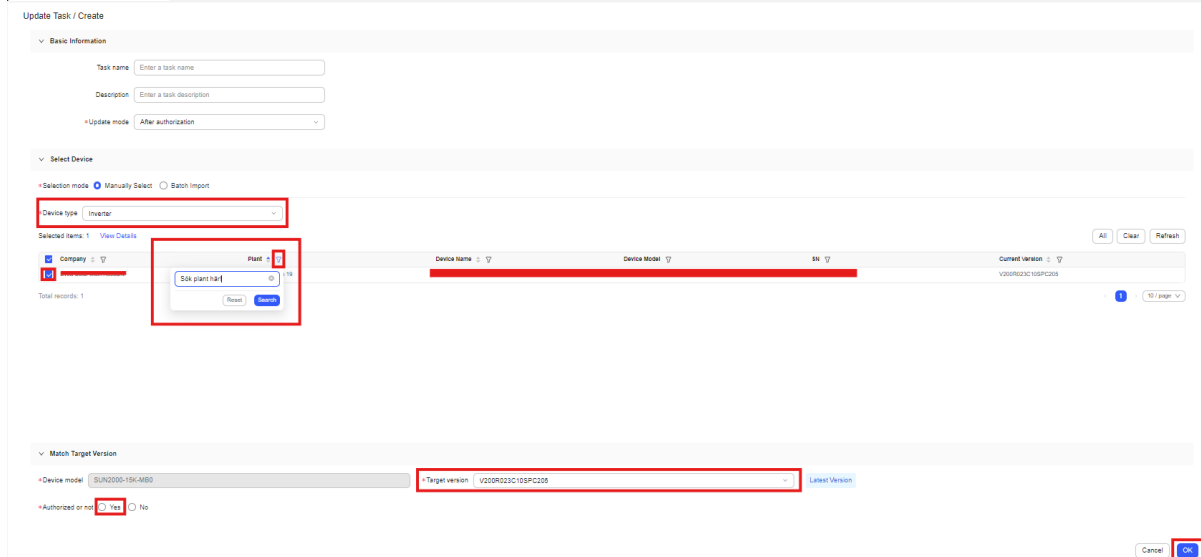 Update Task / Create
Basic Information
Task name Enter a task name
Description Enter a task description
*Update mode After authorization
Select Device
*Selection mode Manually Select Batch Import
*Device type Inverter
Selected items: 1 View Details All Clear Refresh
Company Plant Device Name Device Model SN Current Version
Sök plant här 19 V200R023C10SPC205
Reset Search
Total records: 1 1 10 / page
Match Target Version
*Device model SUN2000-15K-MB0 *Target version V200R023C10SPC205 Latest Version
*Authorized or not Yes No
Cancel OK